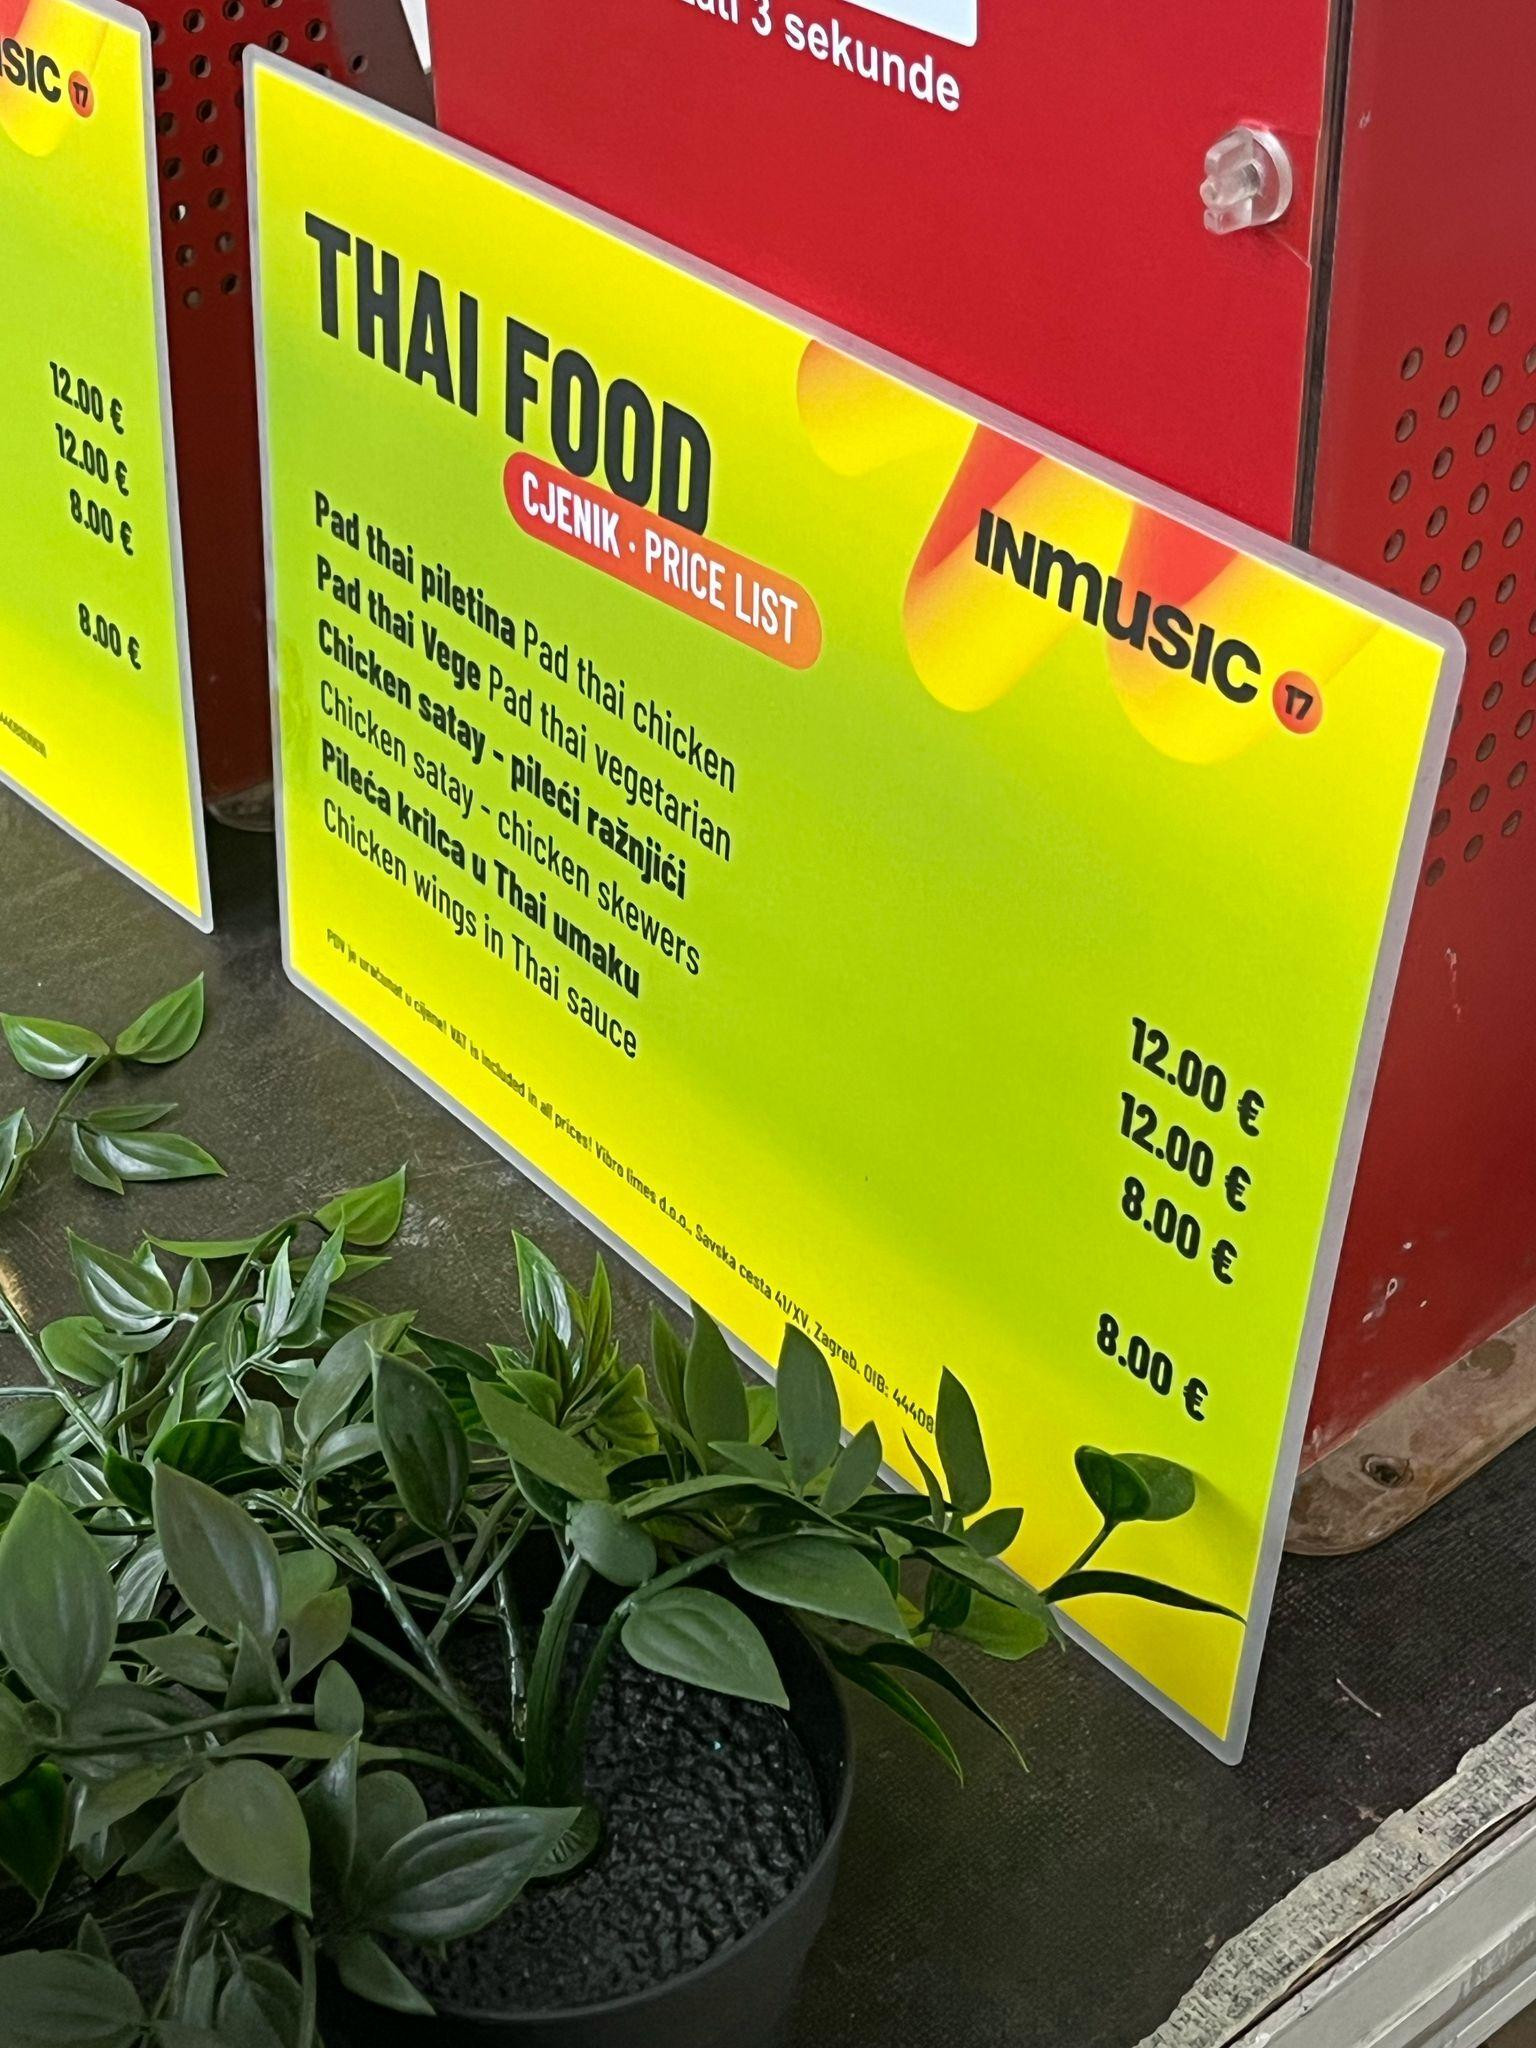 sekunde
SIC 17
12.00 €
12.00 €
8.00 €
8.00 €
THAI FOOD
CJENIK · PRICE LIST
INMUSIC 17
Pad thai piletina Pad thai chicken 12.00 €
Pad thai Vege Pad thai vegetarian 12.00 €
Chicken satay - pileći ražnjići 8.00 €
Chicken satay - chicken skewers
Pileća krilca u Thai umaku 8.00 €
Chicken wings in Thai sauce
PDV je uračunat u cijene! VAT is included in all prices! Vibra times d.o.o., Savska cesta 41/XV, Zagreb. OIB: 44408